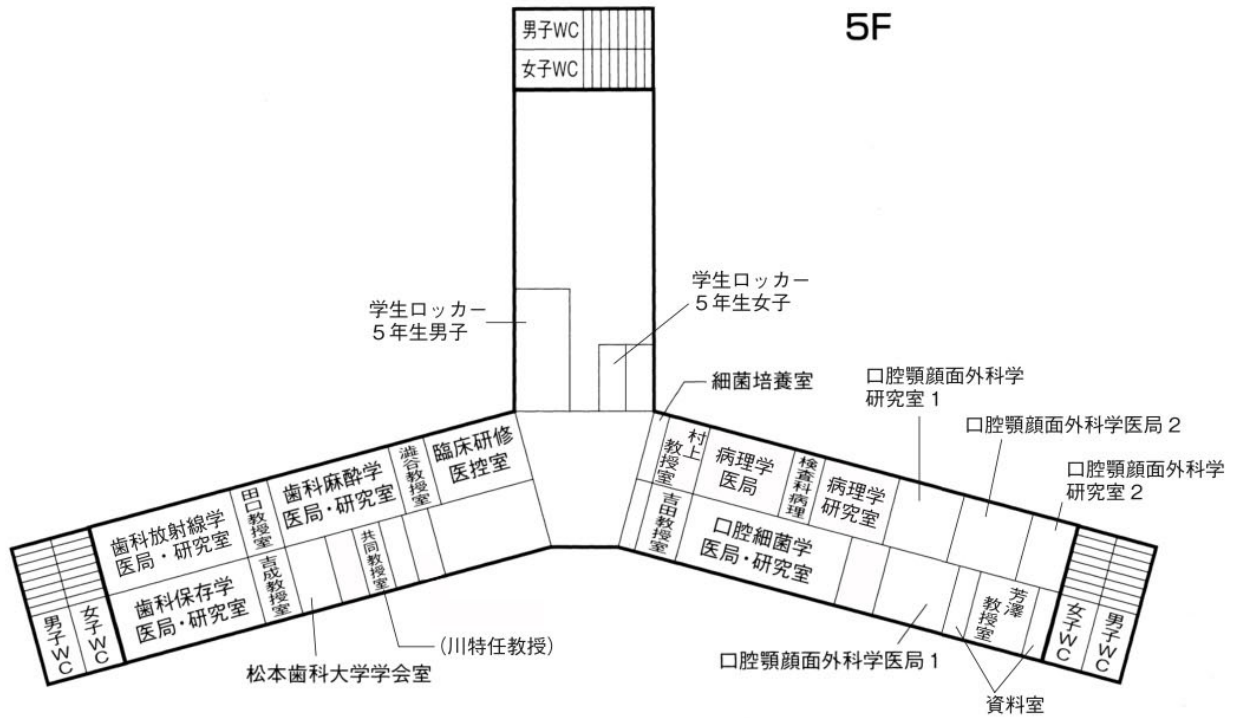 5F
男子WC
女子WC
学生ロッカー
5年生男子
学生ロッカー
5年生女子
細菌培養室
口腔顎顔面外科学
研究室1
口腔顎顔面外科学医局2
口腔顎顔面外科学
研究室2
臨床研修
医控室
澁谷教授室
歯科麻酔学
医局・研究室
田口教授室
歯科放射線学
医局・研究室
男子WC
女子WC
歯科保存学
医局・研究室
吉成教授室
共同教授室
(川特任教授)
松本歯科大学学会室
村上
教授室
病理学
医局
検査科病理
病理学
研究室
吉田教授室
口腔細菌学
医局・研究室
芳澤
教授室
女子WC
男子WC
口腔顎顔面外科学医局1
資料室